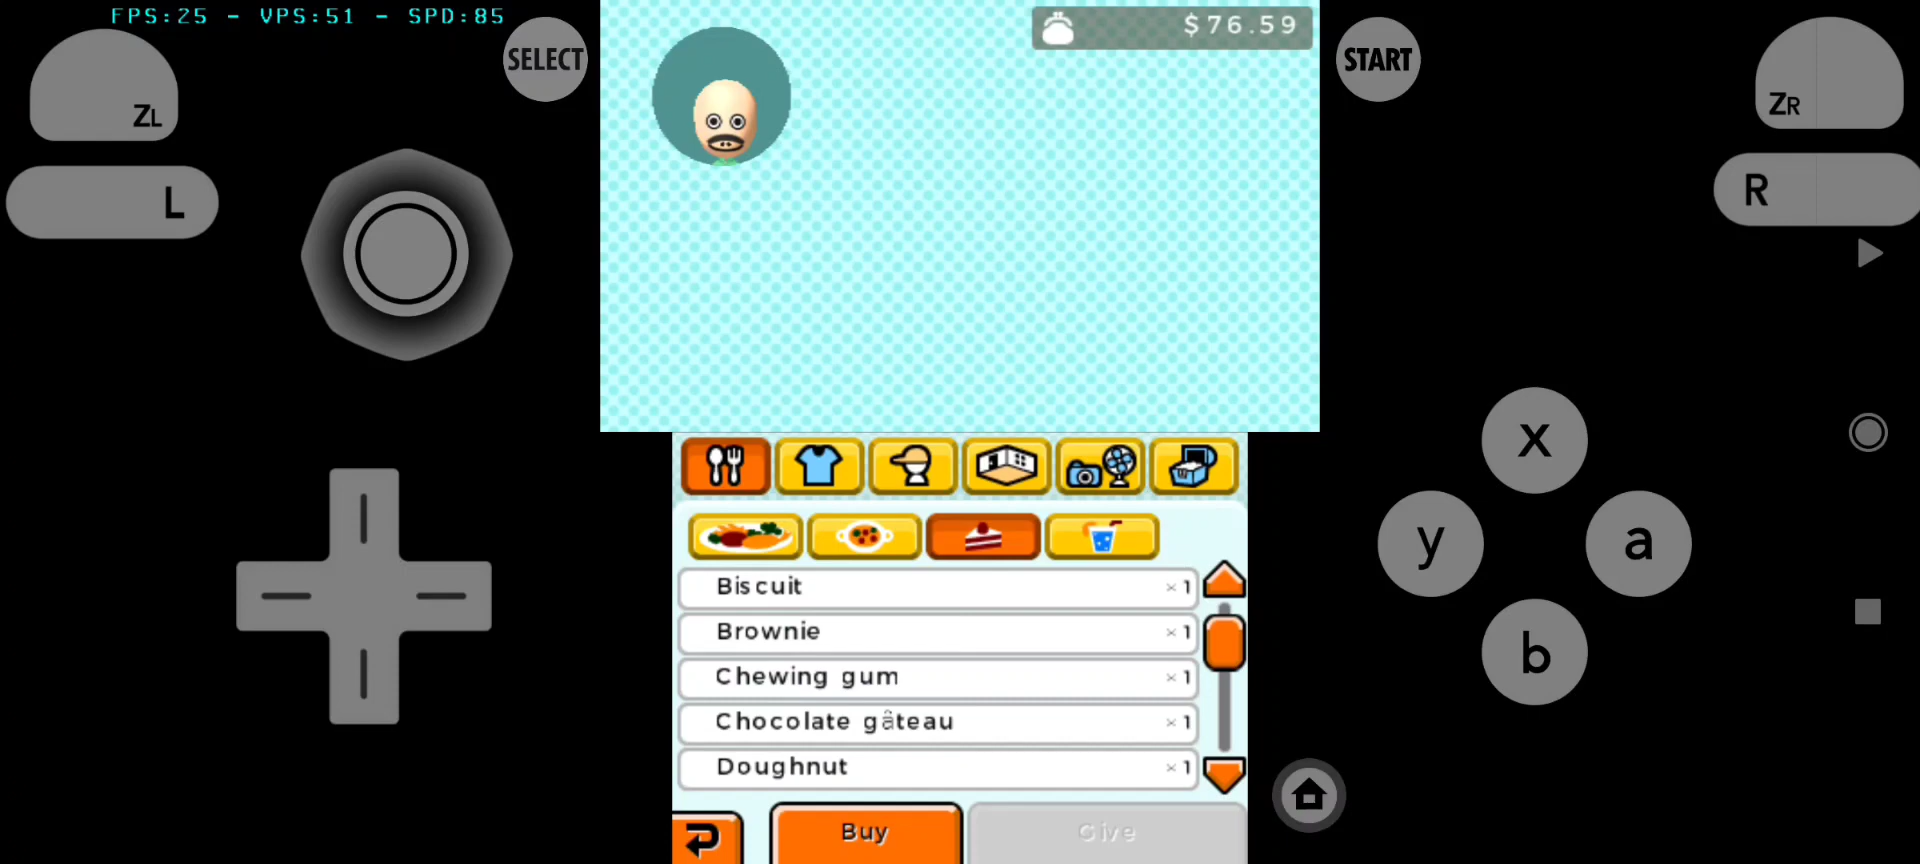 FPS:25 - VPS:51 - SPD:85
SELECT
$76.59
START
ZL
ZR
L
R
x
y
a
b
Biscuit ×1
Brownie ×1
Chewing gum ×1
Chocolate gâteau ×1
Doughnut ×1
Buy
Give